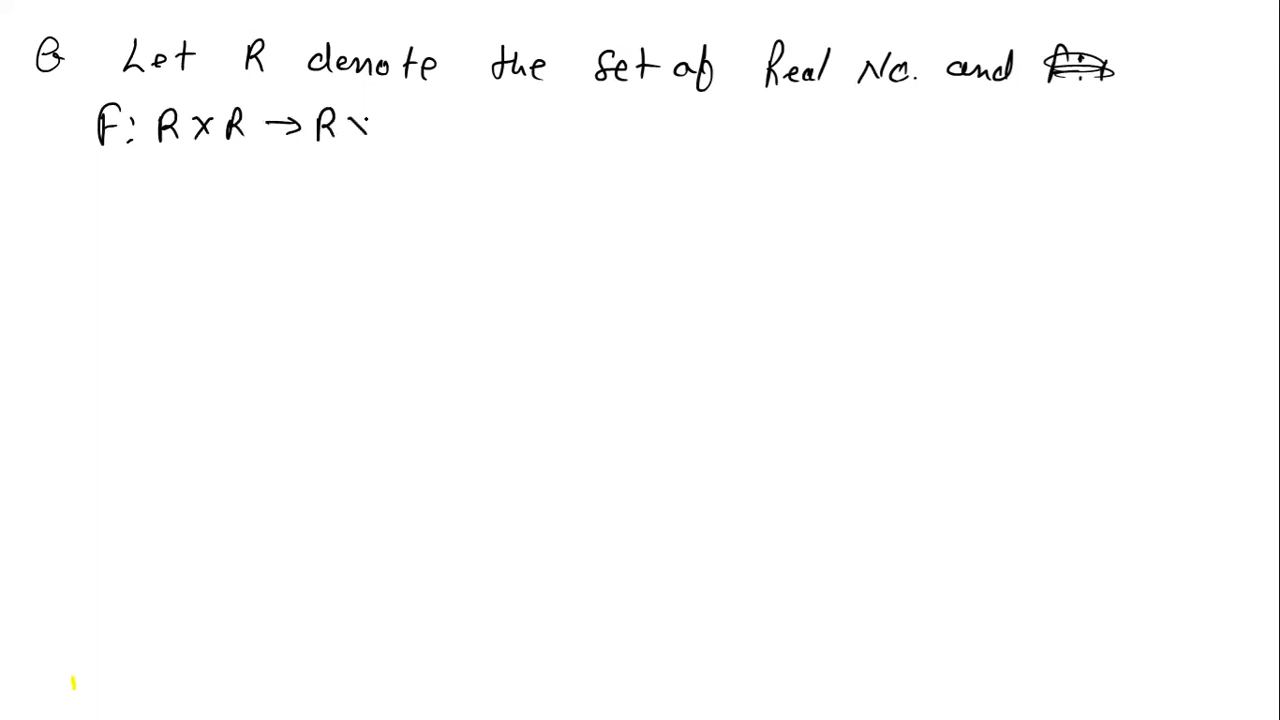 Q Let R denote the set of Real No. and
F: R × R → R \